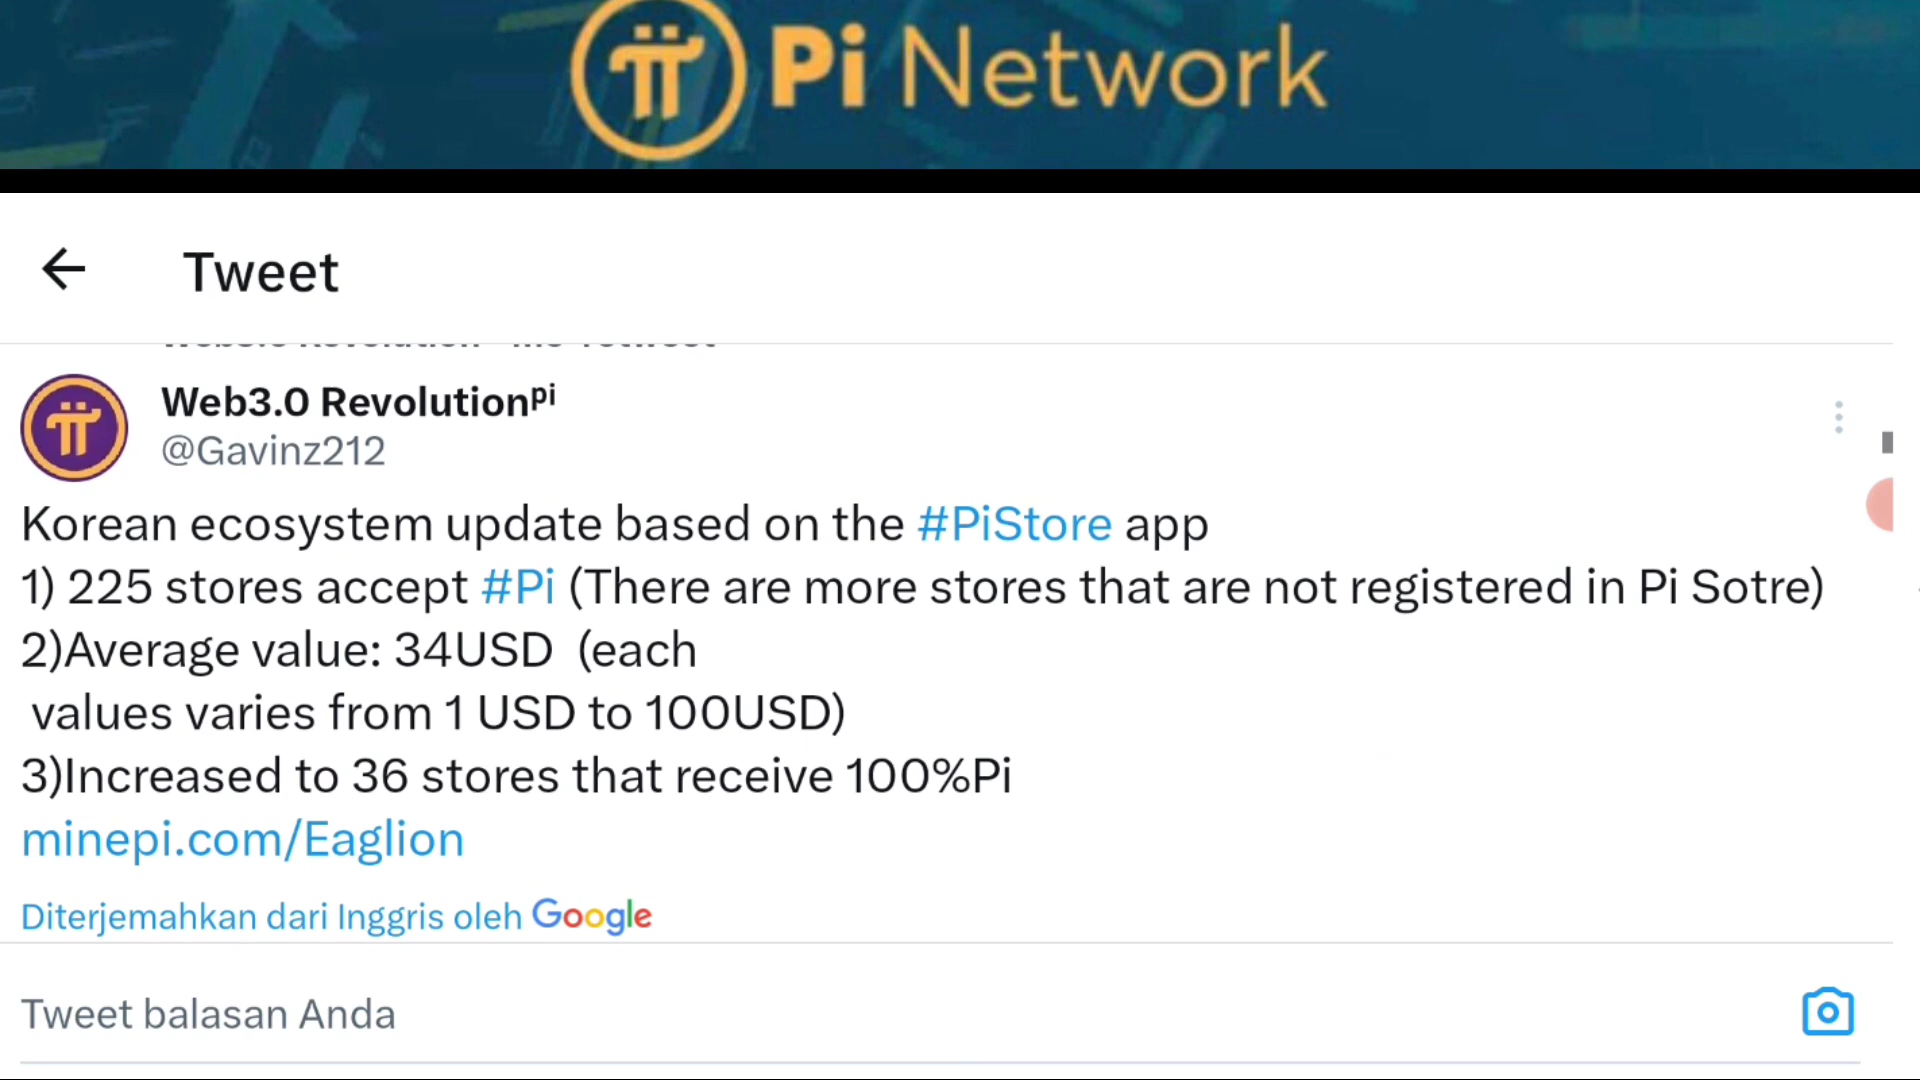 Pi Network
Tweet
Web3.0 Revolutionᵖⁱ
@Gavinz212
Korean ecosystem update based on the #PiStore app
1) 225 stores accept #Pi (There are more stores that are not registered in Pi Sotre)
2)Average value: 34USD (each
values varies from 1 USD to 100USD)
3)Increased to 36 stores that receive 100%Pi
minepi.com/Eaglion
Diterjemahkan dari Inggris oleh Google
Tweet balasan Anda